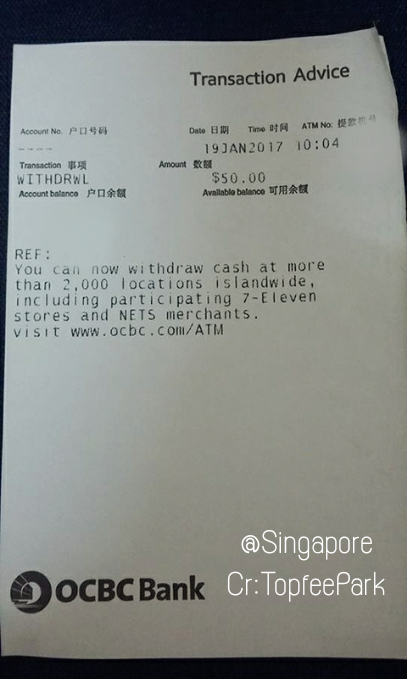 Transaction Advice
Account No. 户口号码 Date 日期 Time 时间 ATM No: 提款机号
---- 19JAN2017 10:04
Transaction 事项 Amount 数额
WITHDRWL $50.00
Account balance 户口余额 Available balance 可用余额
REF:
You can now withdraw cash at more
than 2,000 locations islandwide,
including participating 7-Eleven
stores and NETS merchants.
visit www.ocbc.com/ATM
@Singapore
Cr:TopfeePark
OCBC Bank